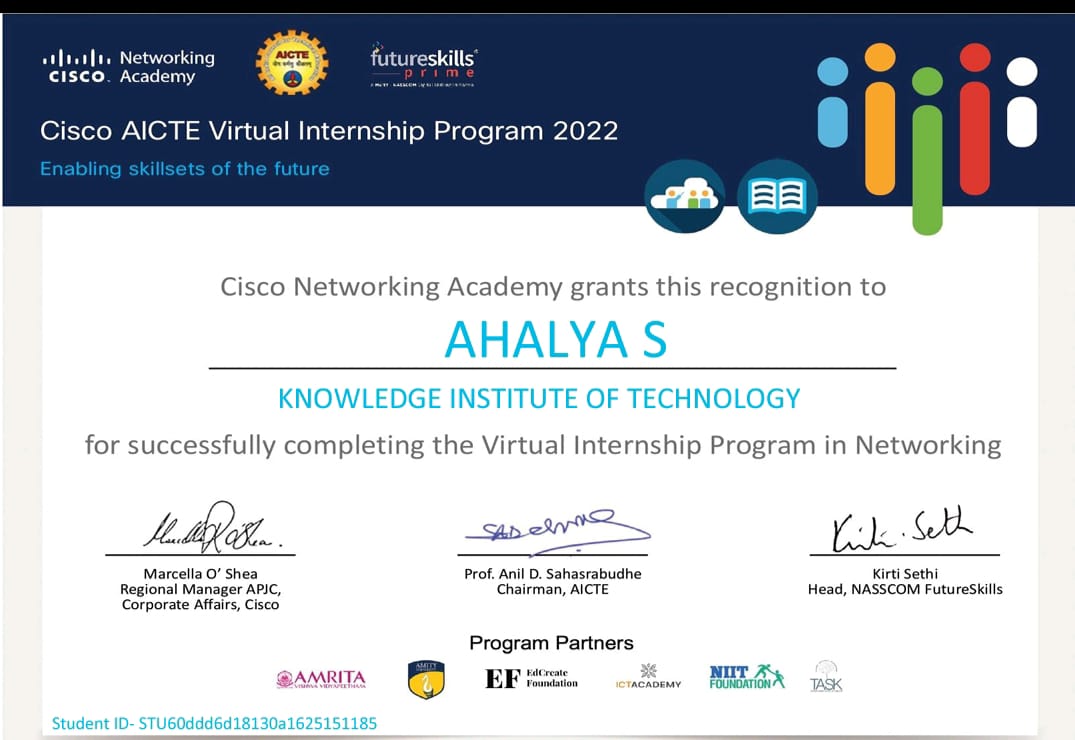 Networking
CISCO. Academy
AICTE
futureskills
prime
Cisco AICTE Virtual Internship Program 2022
Enabling skillsets of the future
Cisco Networking Academy grants this recognition to
AHALYA S
KNOWLEDGE INSTITUTE OF TECHNOLOGY
for successfully completing the Virtual Internship Program in Networking
Marcella O’ Shea
Regional Manager APJC,
Corporate Affairs, Cisco
Prof. Anil D. Sahasrabudhe
Chairman, AICTE
Kirti Sethi
Head, NASSCOM FutureSkills
Program Partners
AMRITA
VISHWA VIDYAPEETHAM
AMITY
UNIVERSITY
EF EdCreate
Foundation
ICTACADEMY
NIIT
FOUNDATION
TASK
Student ID- STU60ddd6d18130a1625151185